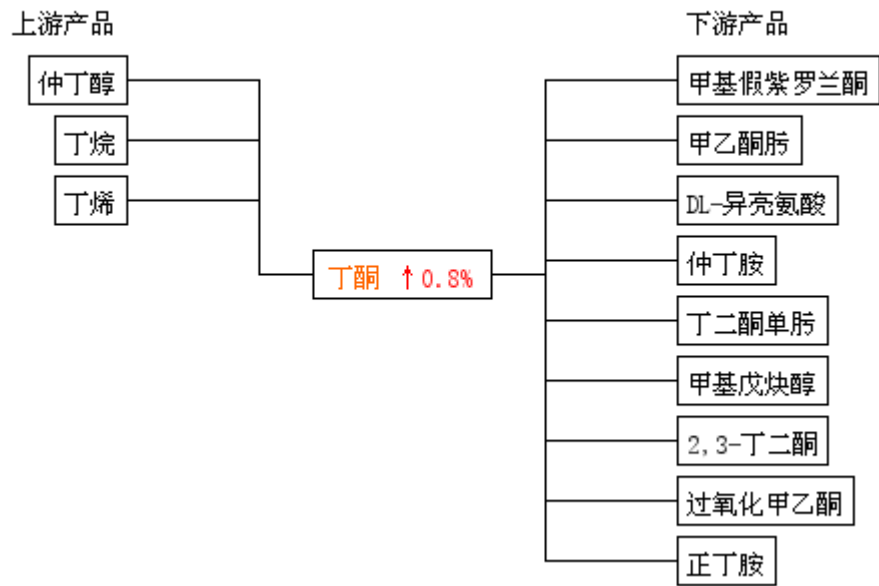 上游产品
仲丁醇
丁烷
丁烯
丁酮 ↑0.8%
下游产品
甲基假紫罗兰酮
甲乙酮肟
DL-异亮氨酸
仲丁胺
丁二酮单肟
甲基戊炔醇
2,3-丁二酮
过氧化甲乙酮
正丁胺